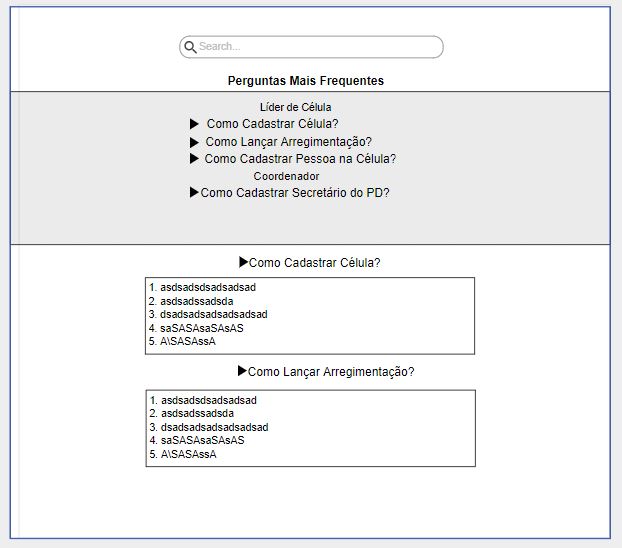 Search...
Perguntas Mais Frequentes
Líder de Célula
Como Cadastrar Célula?
Como Lançar Arregimentação?
Como Cadastrar Pessoa na Célula?
Coordenador
Como Cadastrar Secretário do PD?
Como Cadastrar Célula?
1. asdsadsdsadsadsad
2. asdsadssadsda
3. dsadsadsadsadsadsad
4. saSASAsaSAsAS
5. A\SASAssA
Como Lançar Arregimentação?
1. asdsadsdsadsadsad
2. asdsadssadsda
3. dsadsadsadsadsadsad
4. saSASAsaSAsAS
5. A\SASAssA